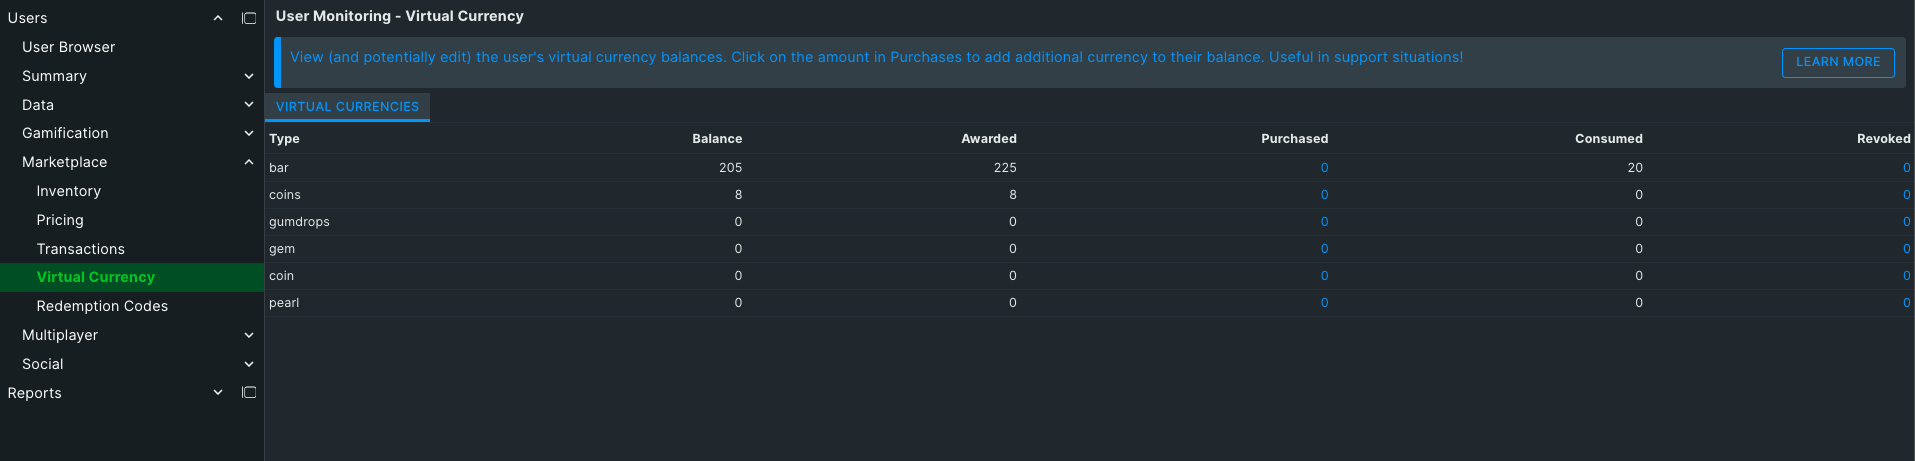 Users
User Browser
Summary
Data
Gamification
Marketplace
Inventory
Pricing
Transactions
Virtual Currency
Redemption Codes
Multiplayer
Social
Reports
User Monitoring - Virtual Currency
View (and potentially edit) the user's virtual currency balances. Click on the amount in Purchases to add additional currency to their balance. Useful in support situations!
LEARN MORE
VIRTUAL CURRENCIES
Type Balance Awarded Purchased Consumed Revoked
bar 205 225 0 20 0
coins 8 8 0 0 0
gumdrops 0 0 0 0 0
gem 0 0 0 0 0
coin 0 0 0 0 0
pearl 0 0 0 0 0